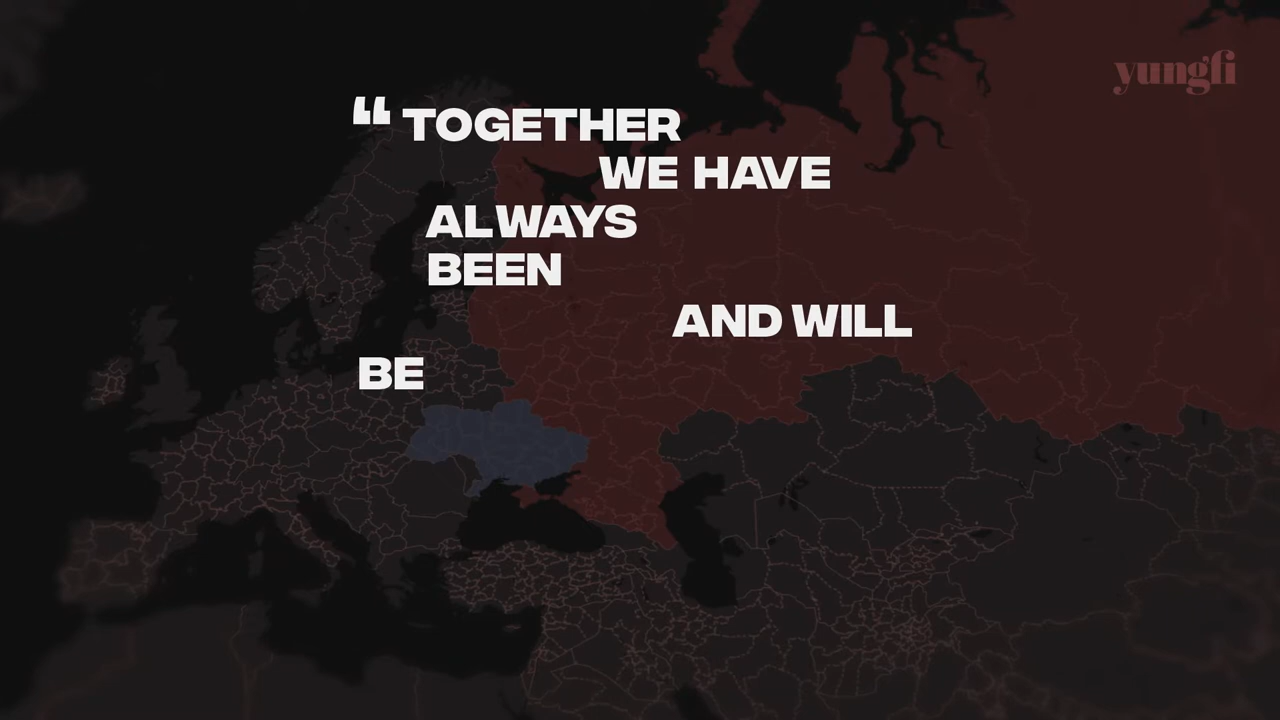 yungfi
“TOGETHER
WE HAVE
ALWAYS
BEEN
AND WILL
BE